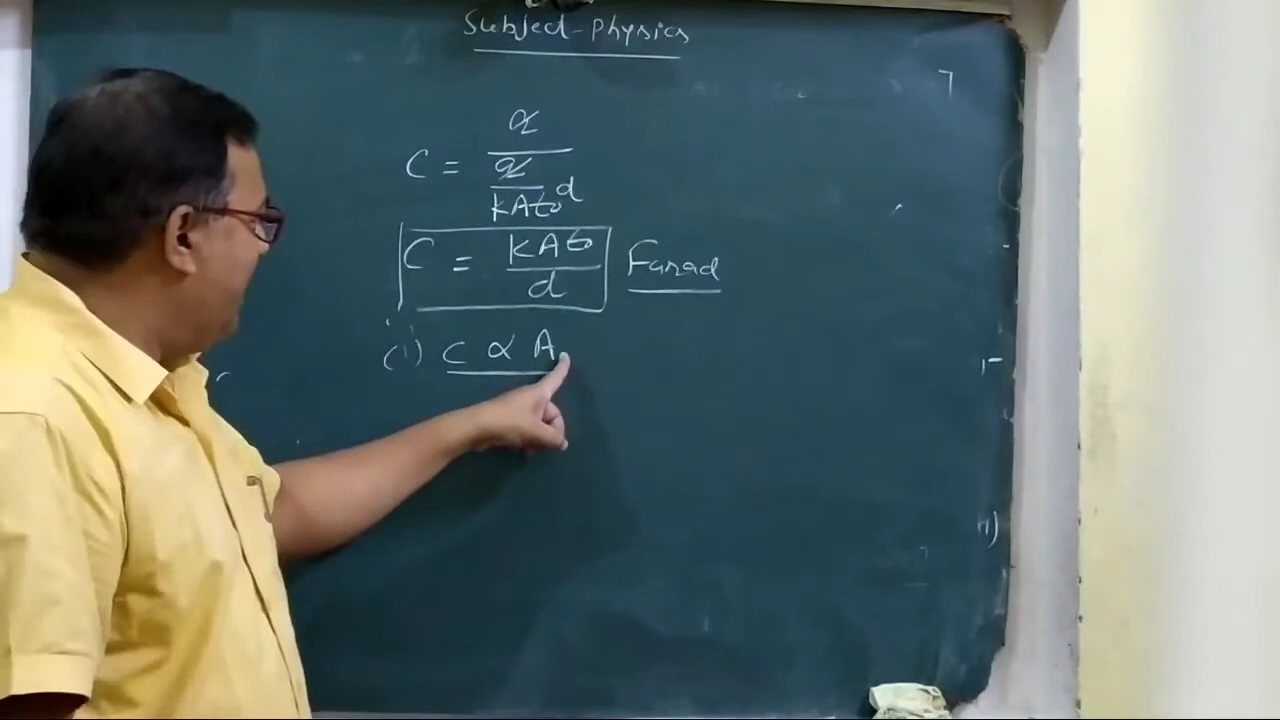 Subject-Physics
C = q / (q / KAε₀ d)
C = KAε₀ / d Farad
(i) C ∝ A